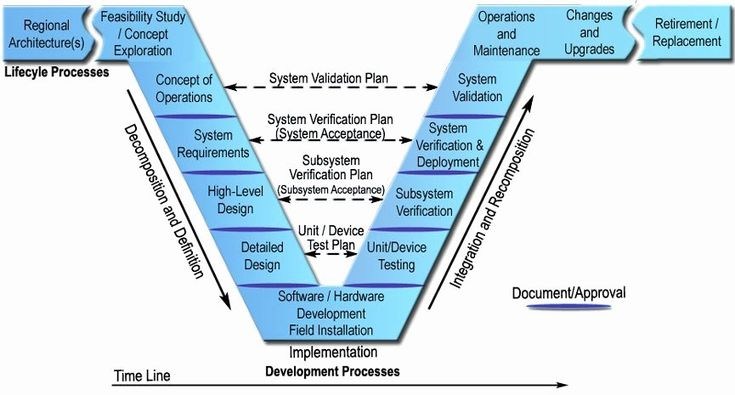 Regional
Architecture(s)
Feasibility Study
/ Concept
Exploration
Operations
and
Maintenance
Changes
and
Upgrades
Retirement /
Replacement
Lifecyle Processes
Concept of
Operations
System Validation Plan
System
Validation
System
Requirements
System Verification Plan
(System Acceptance)
System
Verification &
Deployment
High-Level
Design
Subsystem
Verification Plan
(Subsystem Acceptance)
Subsystem
Verification
Detailed
Design
Unit / Device
Test Plan
Unit/Device
Testing
Decomposition and Definition
Integration and Recomposition
Software / Hardware
Development
Field Installation
Document/Approval
Implementation
Development Processes
Time Line